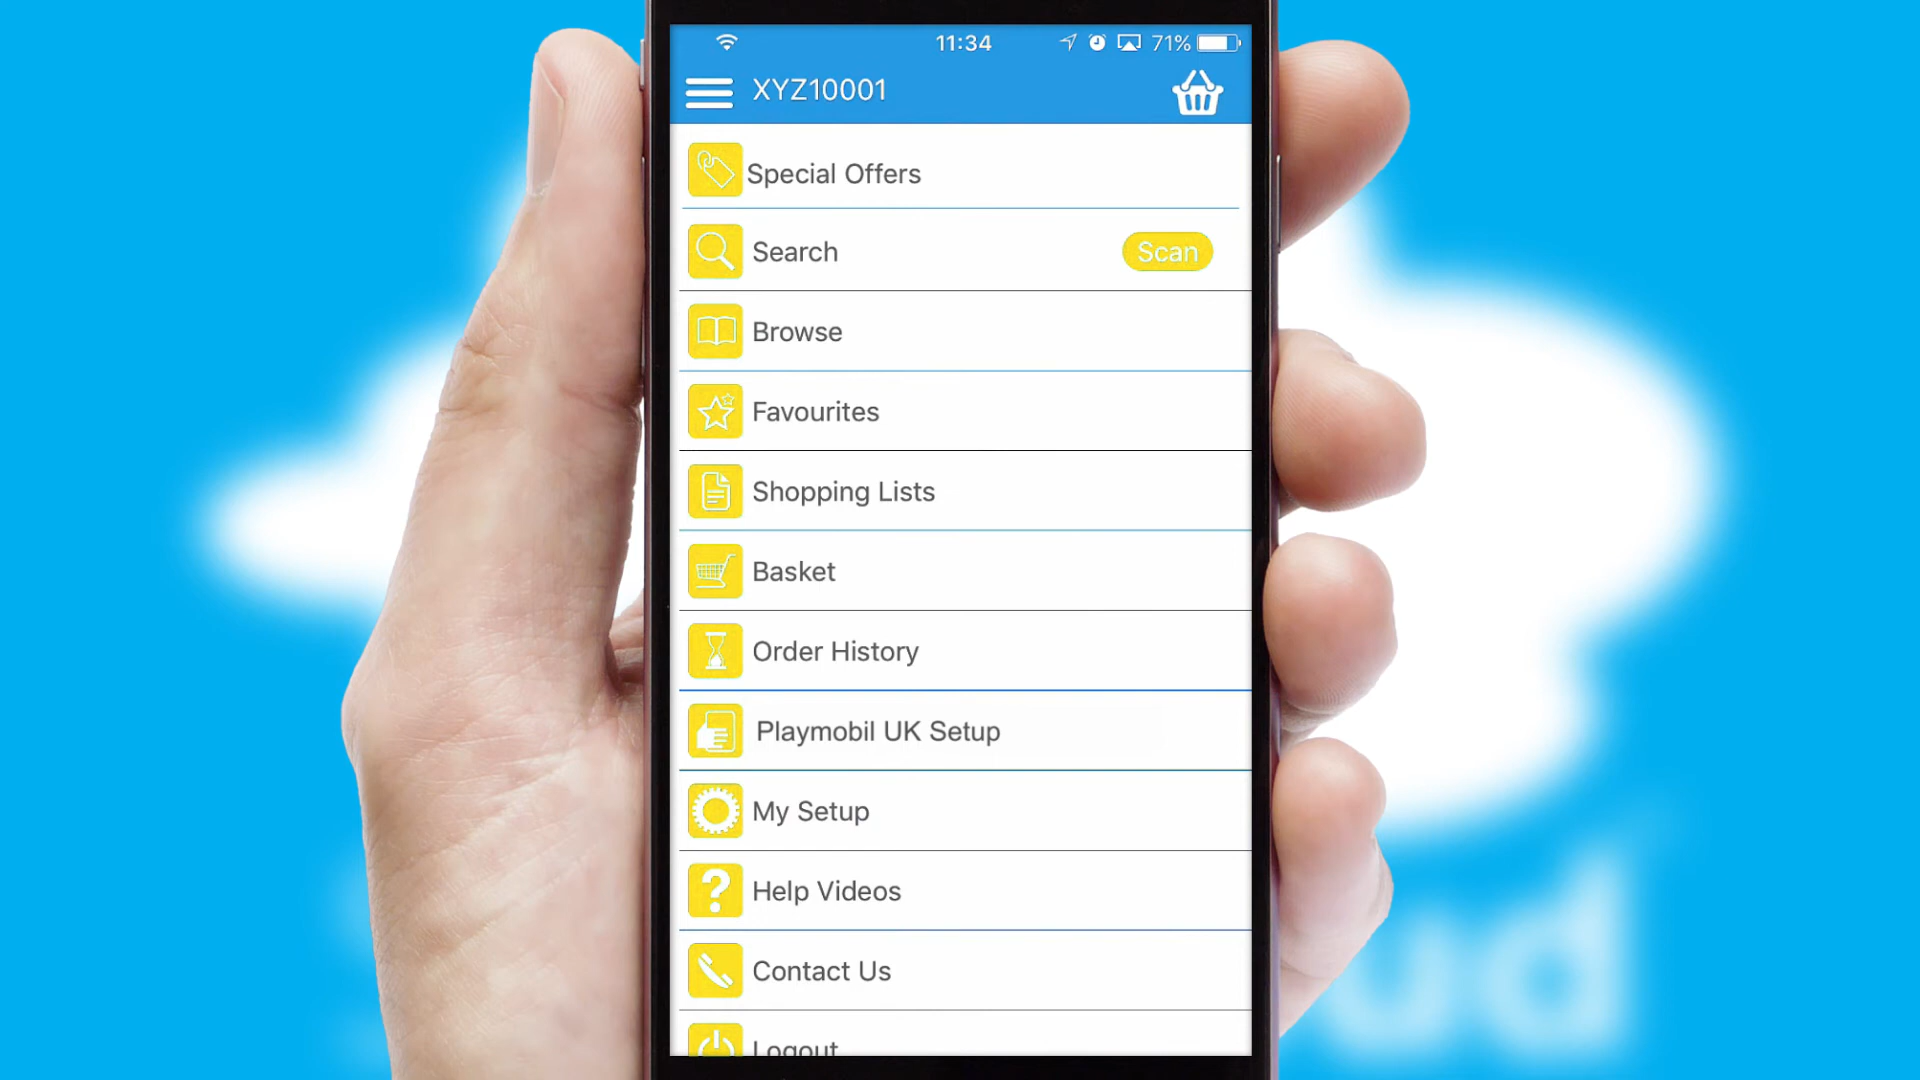 11:34
71%
XYZ10001
Special Offers
Search
Scan
Browse
Favourites
Shopping Lists
Basket
Order History
Playmobil UK Setup
My Setup
Help Videos
Contact Us
Logout
ud